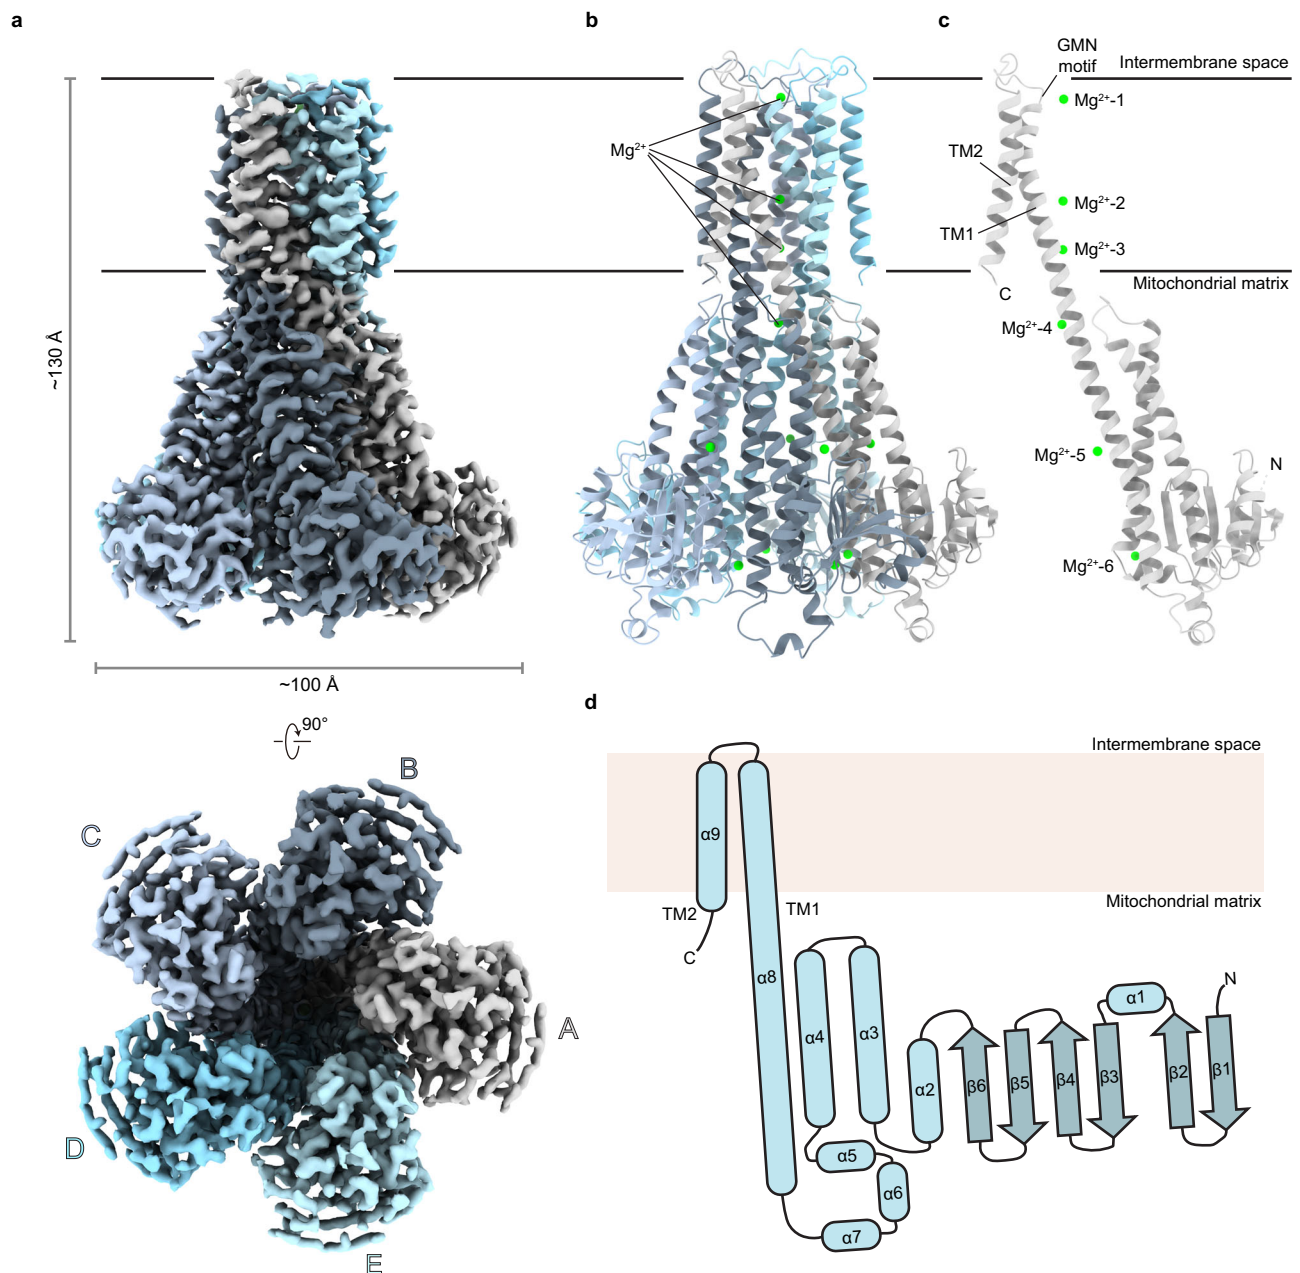 a
~130 Å
~100 Å
90°
A
B
C
D
E
b
Mg²⁺
c
GMN
motif
Intermembrane space
Mg²⁺-1
TM2
Mg²⁺-2
TM1
Mg²⁺-3
Mitochondrial matrix
C
Mg²⁺-4
Mg²⁺-5
N
Mg²⁺-6
d
Intermembrane space
α9
Mitochondrial matrix
TM2
TM1
C
α8
α4
α3
α2
β6
β5
β4
β3
α1
β2
β1
N
α5
α6
α7